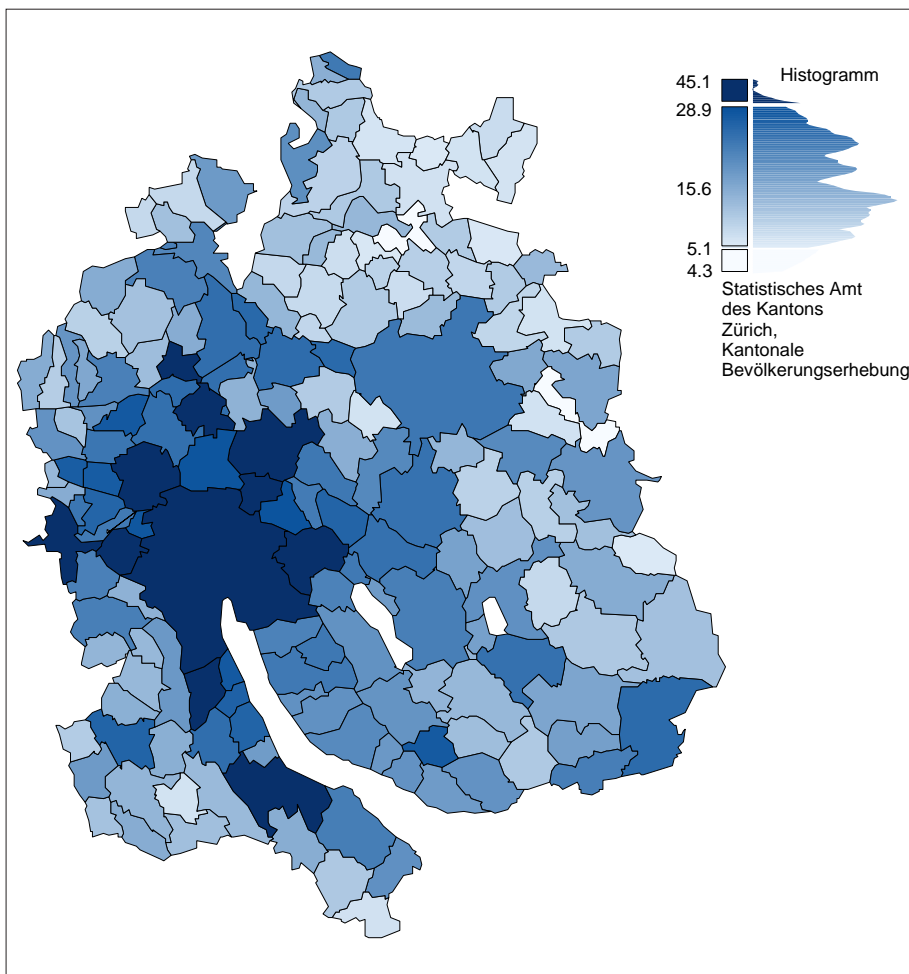 Histogramm
45.1
28.9
15.6
5.1
4.3
Statistisches Amt
des Kantons
Zürich,
Kantonale
Bevölkerungserhebung